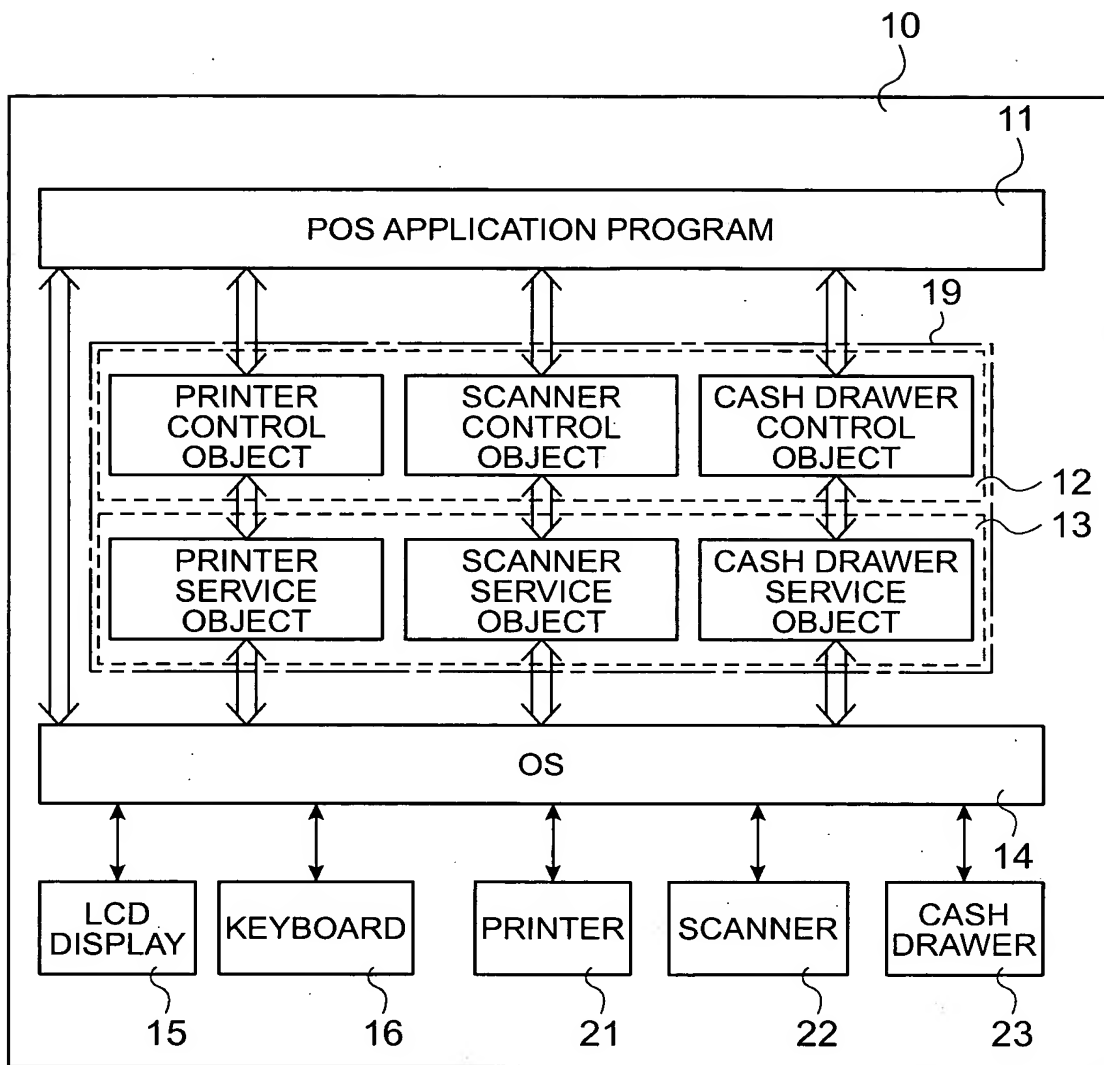 10
11
POS APPLICATION PROGRAM
19
PRINTER
CONTROL
OBJECT
SCANNER
CONTROL
OBJECT
CASH DRAWER
CONTROL
OBJECT
12
13
PRINTER
SERVICE
OBJECT
SCANNER
SERVICE
OBJECT
CASH DRAWER
SERVICE
OBJECT
OS
14
LCD
DISPLAY
KEYBOARD
PRINTER
SCANNER
CASH
DRAWER
15
16
21
22
23